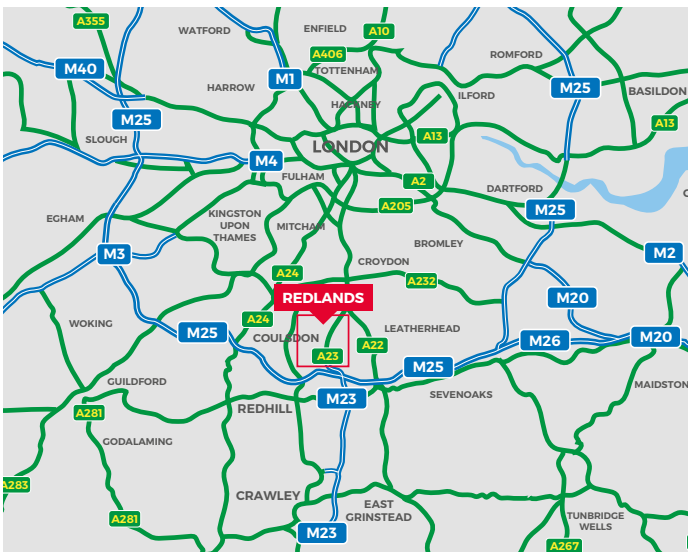 A355
WATFORD
ENFIELD
A10
A406
ROMFORD
M40
M1
TOTTENHAM
HARROW
HACKNEY
ILFORD
M25
BASILDON
M25
A13
A13
SLOUGH
LONDON
M4
FULHAM
A2
DARTFORD
A205
M25
EGHAM
KINGSTON
UPON
THAMES
MITCHAM
BROMLEY
M3
CROYDON
M2
A24
A232
REDLANDS
M20
WOKING
A24
M25
COULSDON
LEATHERHEAD
A23
A22
M26
M20
M25
GUILDFORD
SEVENOAKS
MAIDSTON
A281
REDHILL
M23
GODALAMING
A283
CRAWLEY
EAST
GRINSTEAD
A281
M23
TUNBRIDGE
WELLS
A267